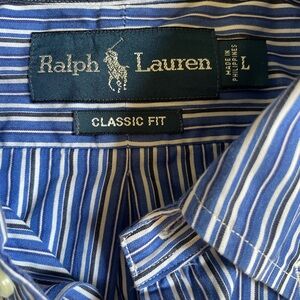 Ralph Lauren
MADE IN
PHILIPPINES
L
CLASSIC FIT